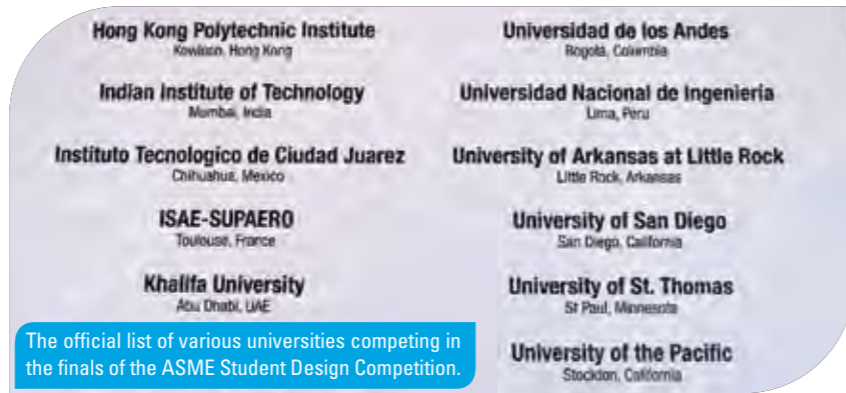 Hong Kong Polytechnic Institute
Kowloon, Hong Kong
Indian Institute of Technology
Mumbai, India
Instituto Tecnologico de Ciudad Juarez
Chihuahua, Mexico
ISAE-SUPAERO
Toulouse, France
Khalifa University
Abu Dhabi, UAE
Universidad de los Andes
Bogotá, Colombia
Universidad Nacional de Ingenieria
Lima, Peru
University of Arkansas at Little Rock
Little Rock, Arkansas
University of San Diego
San Diego, California
University of St. Thomas
St Paul, Minnesota
University of the Pacific
Stockton, California
The official list of various universities competing in
the finals of the ASME Student Design Competition.